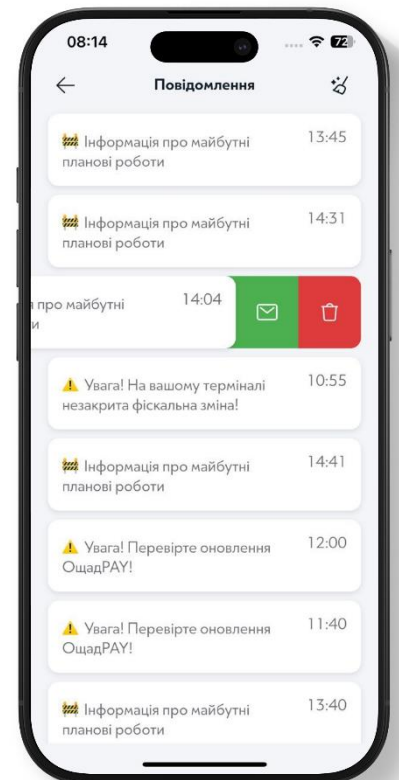 08:14
72
Повідомлення
🚧 Інформація про майбутні 13:45
планові роботи
🚧 Інформація про майбутні 14:31
планові роботи
про майбутні 14:04
и
⚠️ Увага! На вашому терміналі 10:55
незакрита фіскальна зміна!
🚧 Інформація про майбутні 14:41
планові роботи
⚠️ Увага! Перевірте оновлення 12:00
ОщадPAY!
⚠️ Увага! Перевірте оновлення 11:40
ОщадPAY!
🚧 Інформація про майбутні 13:40
планові роботи